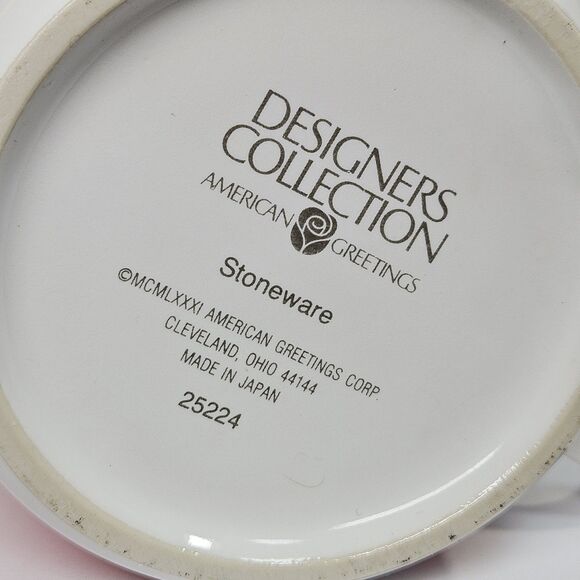 DESIGNERS
COLLECTION
AMERICAN GREETINGS
Stoneware
©MCMLXXXI AMERICAN GREETINGS CORP.
CLEVELAND, OHIO 44144
MADE IN JAPAN
25224